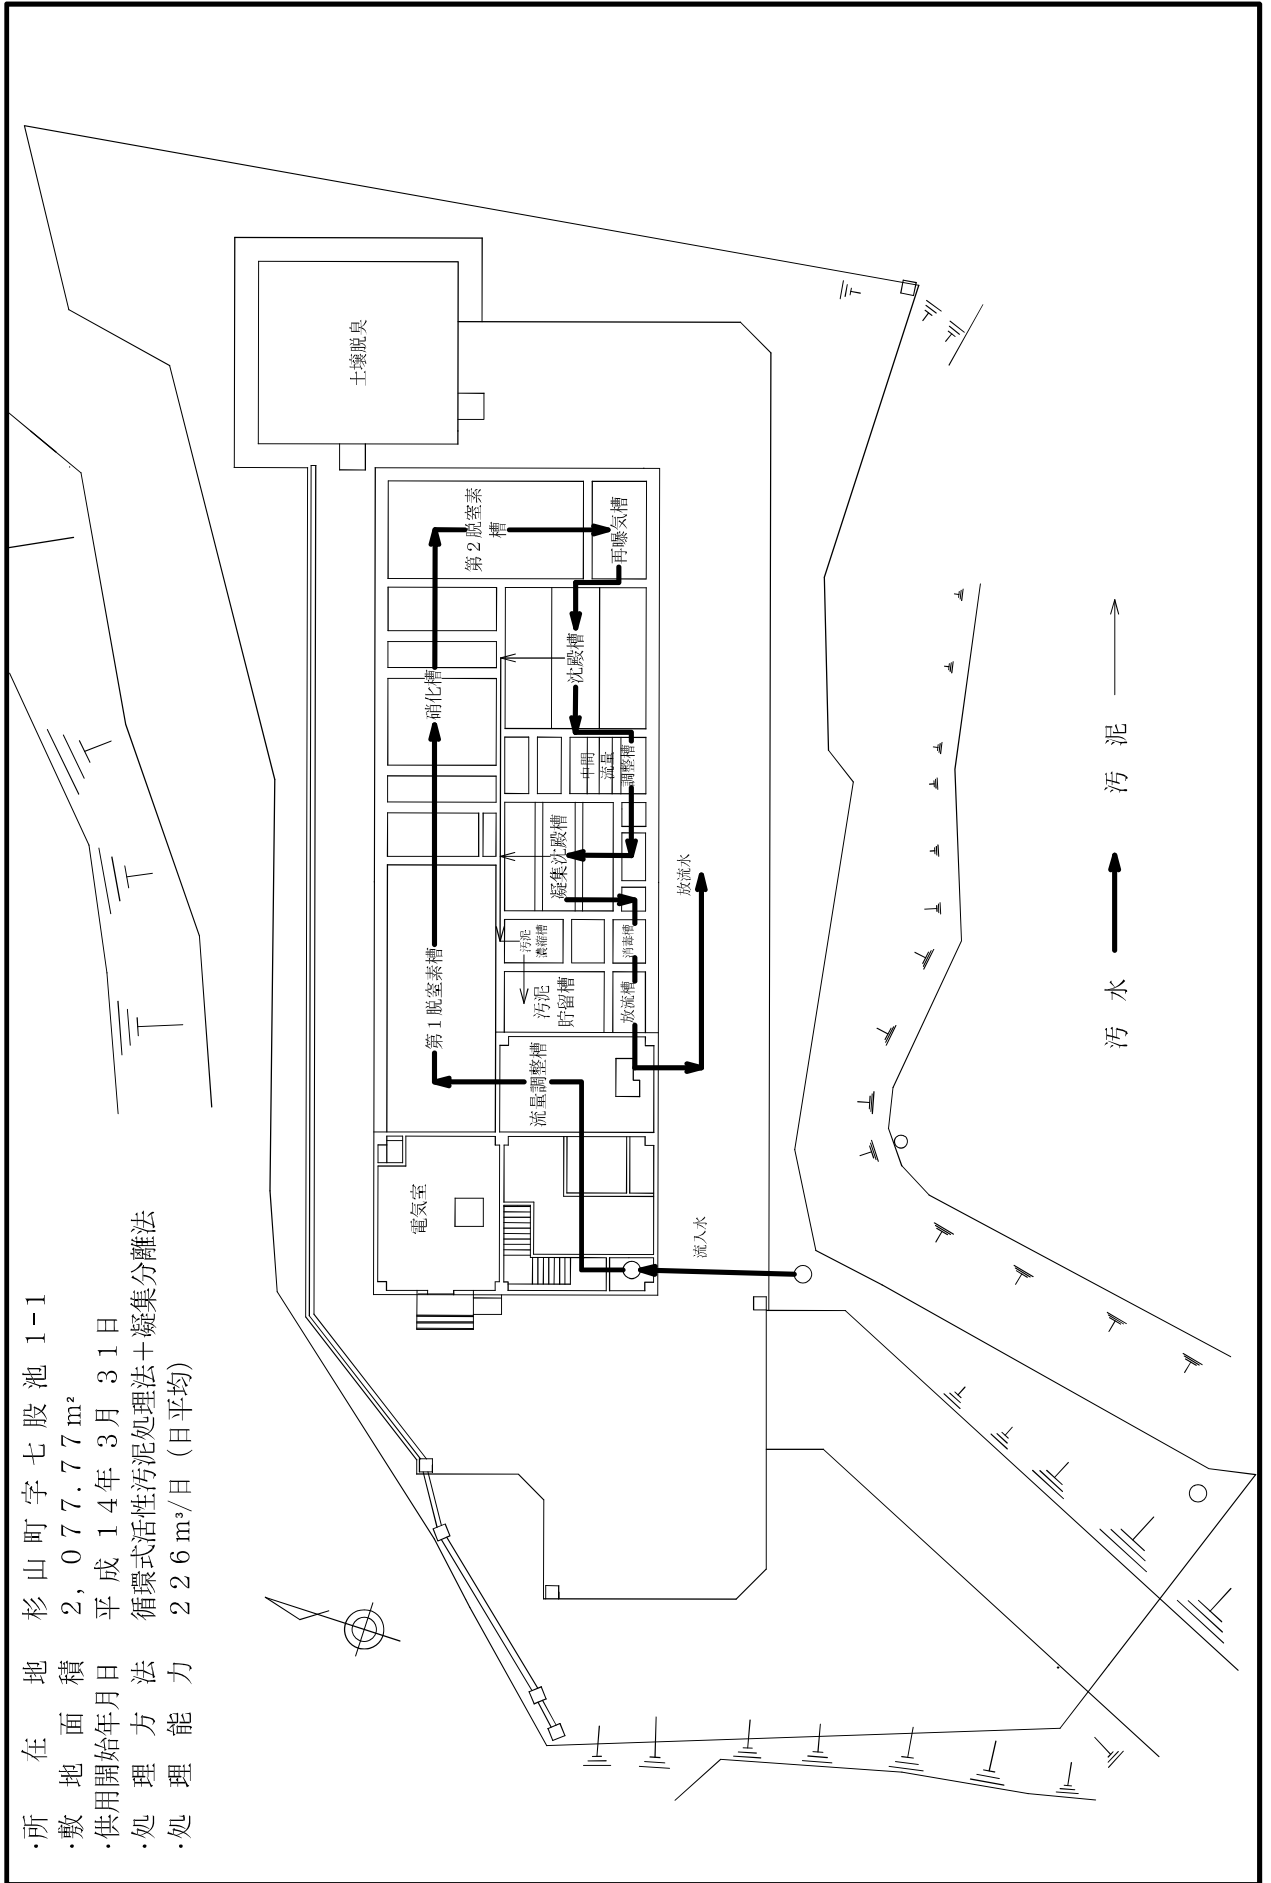 ・所在地 杉山町字七股池 1-1
・敷地面積 2,077.77m²
・供用開始年月日 平成 14年 3月 31日
・処理方法 循環式活性汚泥処理法＋凝集分離法
・処理能力 226m³/日 (日平均)
土壌脱臭
第2脱窒素
槽
再曝気槽
硝化槽
沈殿槽
中間
流量
調整槽
凝集沈殿槽
第1脱窒素槽
汚泥
濃縮槽
消毒槽
汚泥
貯留槽
放流槽
放流水
流量調整槽
電気室
流入水
汚水
汚泥